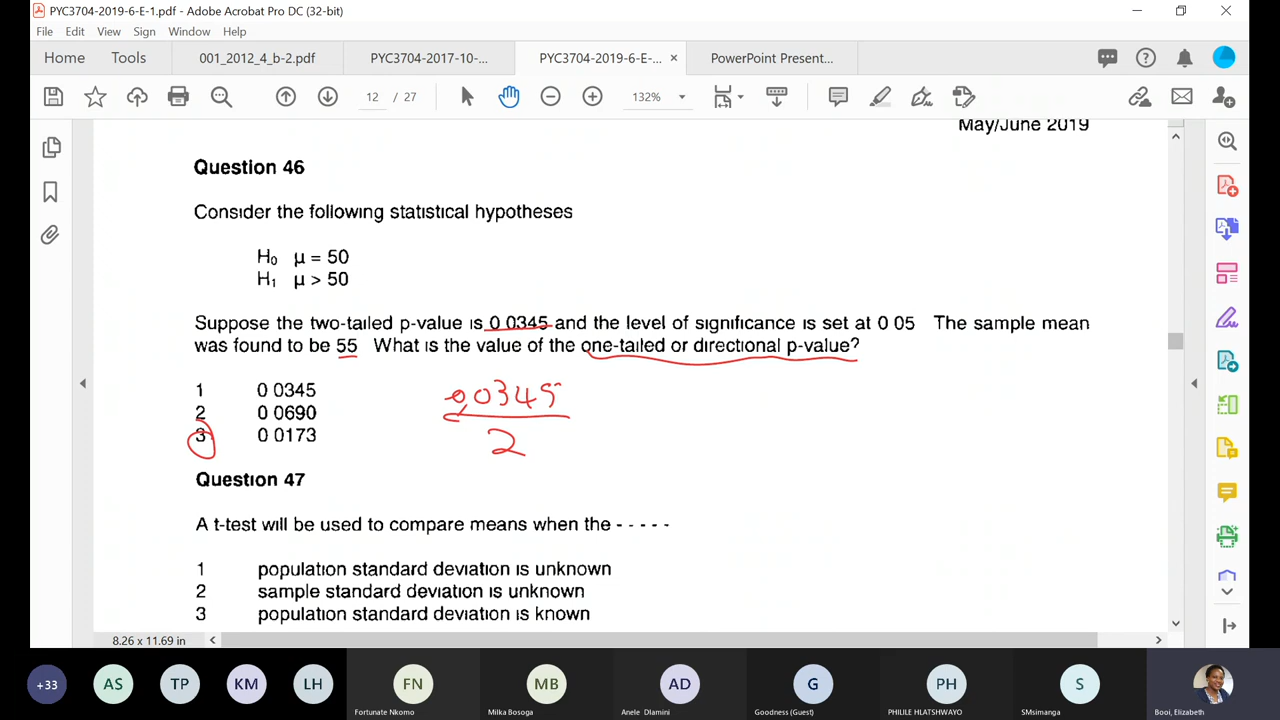 PYC3704-2019-6-E-1.pdf - Adobe Acrobat Pro DC (32-bit)
File Edit View Sign Window Help
Home Tools 001_2012_4_b-2.pdf PYC3704-2017-10-... PYC3704-2019-6-E-... × PowerPoint Present...
12 / 27 132%
May/June 2019
Question 46
Consider the following statistical hypotheses
H₀ μ = 50
H₁ μ > 50
Suppose the two-tailed p-value is 0 0345 and the level of significance is set at 0 05 The sample mean
was found to be 55 What is the value of the one-tailed or directional p-value?
1 0 0345
2 0 0690
3 0 0173
0,0345
2
Question 47
A t-test will be used to compare means when the - - - - -
1 population standard deviation is unknown
2 sample standard deviation is unknown
3 population standard deviation is known
8.26 x 11.69 in
+33 AS TP KM LH FN MB AD G PH S
Fortunate Nkomo Milka Bosoga Anele Dlamini Goodness (Guest) PHILILE HLATSHWAYO SMsimanga Booi, Elizabeth